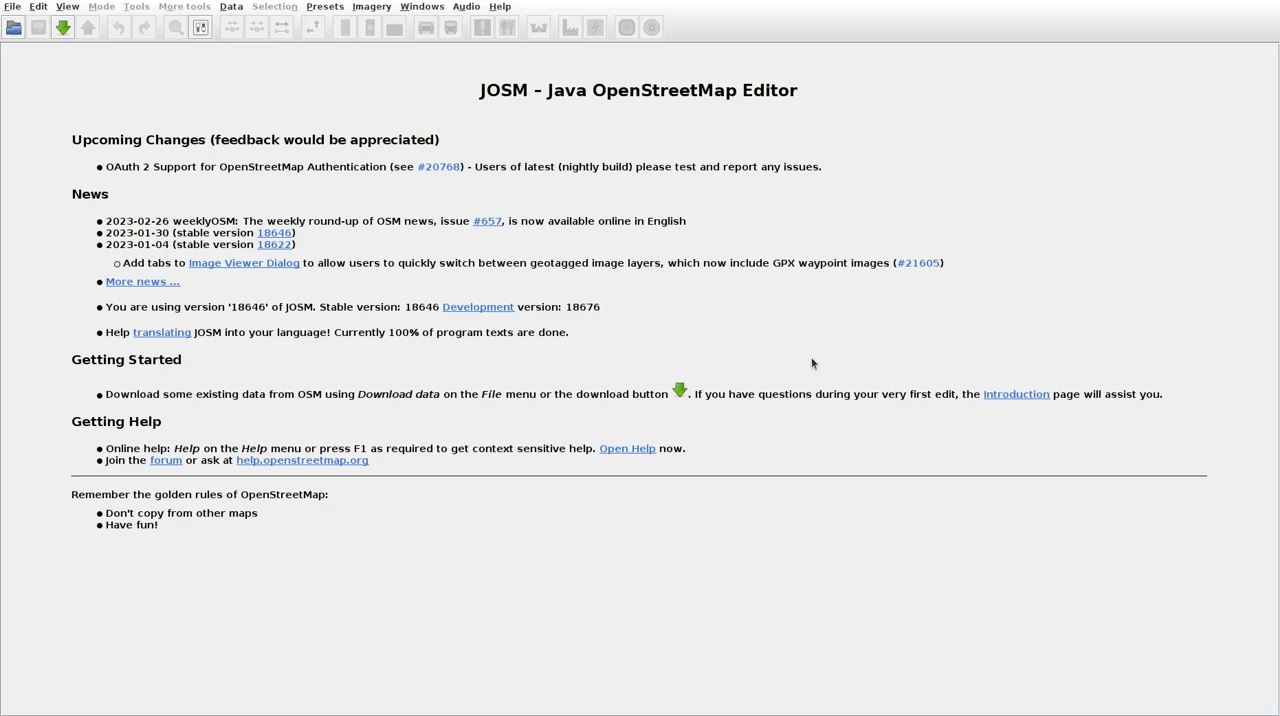 File Edit View Mode Tools More tools Data Selection Presets Imagery Windows Audio Help
JOSM – Java OpenStreetMap Editor
Upcoming Changes (feedback would be appreciated)
OAuth 2 Support for OpenStreetMap Authentication (see #20768) - Users of latest (nightly build) please test and report any issues.
News
2023-02-26 weeklyOSM: The weekly round-up of OSM news, issue #657, is now available online in English
2023-01-30 (stable version 18646)
2023-01-04 (stable version 18622)
Add tabs to Image Viewer Dialog to allow users to quickly switch between geotagged image layers, which now include GPX waypoint images (#21605)
More news ...
You are using version '18646' of JOSM. Stable version: 18646 Development version: 18676
Help translating JOSM into your language! Currently 100% of program texts are done.
Getting Started
Download some existing data from OSM using Download data on the File menu or the download button . If you have questions during your very first edit, the Introduction page will assist you.
Getting Help
Online help: Help on the Help menu or press F1 as required to get context sensitive help. Open Help now.
Join the forum or ask at help.openstreetmap.org
Remember the golden rules of OpenStreetMap:
Don't copy from other maps
Have fun!